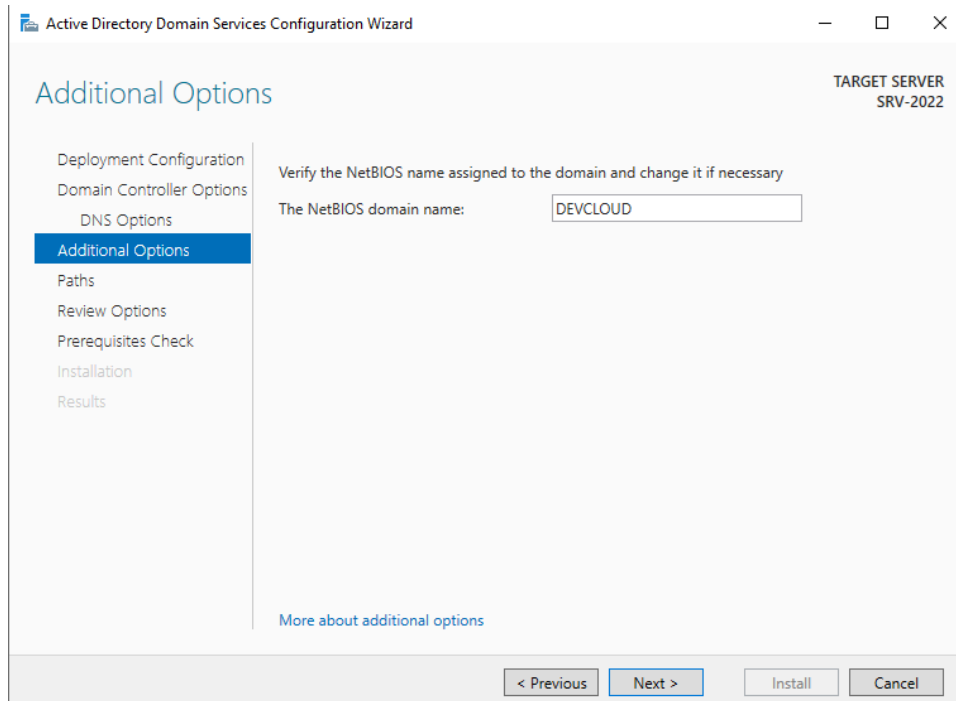 Active Directory Domain Services Configuration Wizard
Additional Options
TARGET SERVER
SRV-2022
Deployment Configuration
Domain Controller Options
DNS Options
Additional Options
Paths
Review Options
Prerequisites Check
Installation
Results
Verify the NetBIOS name assigned to the domain and change it if necessary
The NetBIOS domain name: DEVCLOUD
More about additional options
< Previous Next > Install Cancel